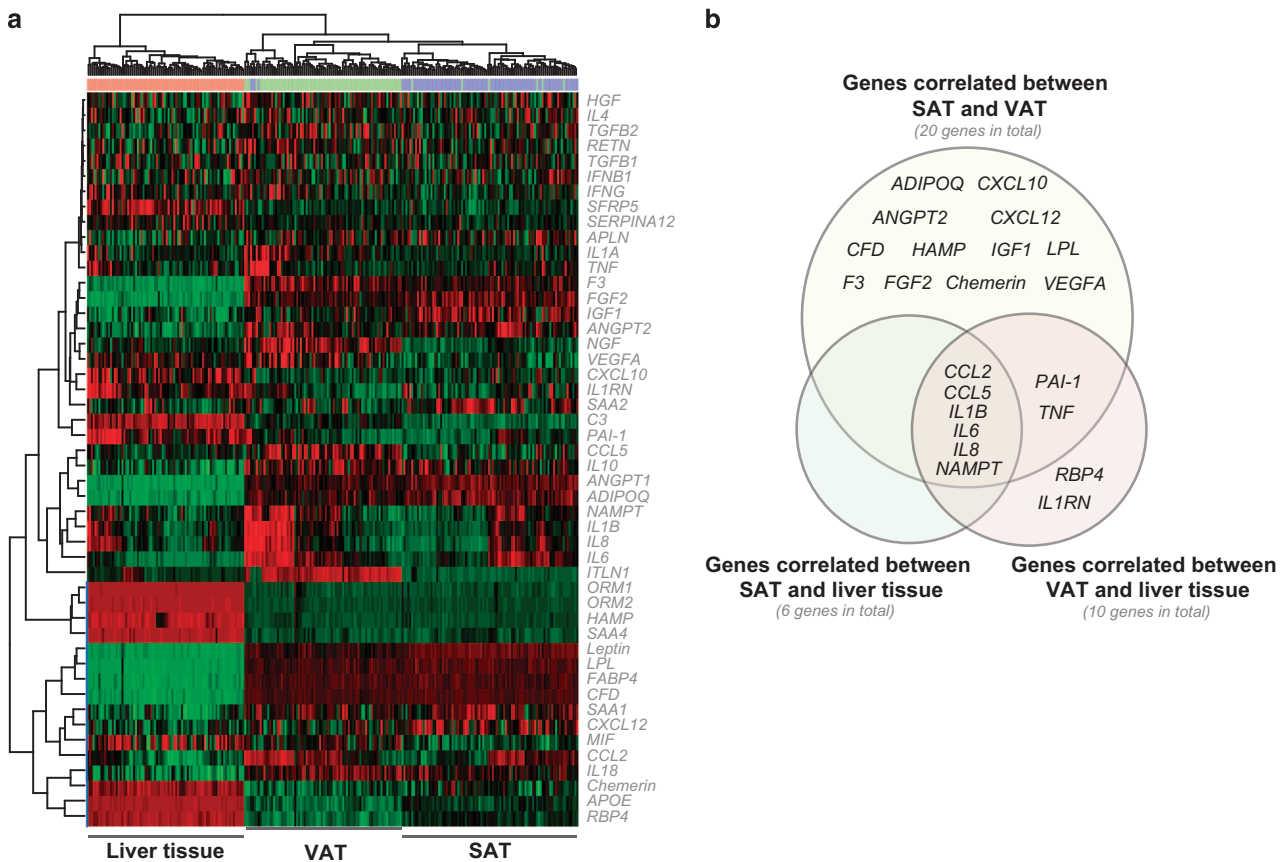 a
HGF
IL4
TGFB2
RETN
TGFB1
IFNB1
IFNG
SFRP5
SERPINA12
APLN
IL1A
TNF
F3
FGF2
IGF1
ANGPT2
NGF
VEGFA
CXCL10
IL1RN
SAA2
C3
PAI-1
CCL5
IL10
ANGPT1
ADIPOQ
NAMPT
IL1B
IL8
IL6
ITLN1
ORM1
ORM2
HAMP
SAA4
Leptin
LPL
FABP4
CFD
SAA1
CXCL12
MIF
CCL2
IL18
Chemerin
APOE
RBP4
Liver tissue VAT SAT
b
Genes correlated between
SAT and VAT
(20 genes in total)
ADIPOQ CXCL10
ANGPT2 CXCL12
CFD HAMP IGF1 LPL
F3 FGF2 Chemerin VEGFA
CCL2
CCL5
IL1B
IL6
IL8
NAMPT
PAI-1
TNF
RBP4
IL1RN
Genes correlated between
SAT and liver tissue
(6 genes in total)
Genes correlated between
VAT and liver tissue
(10 genes in total)